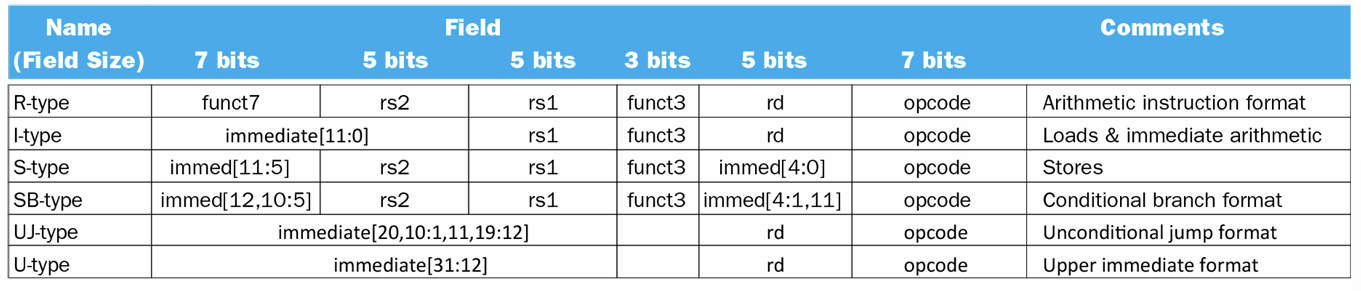 Name Field Comments
(Field Size) 7 bits 5 bits 5 bits 3 bits 5 bits 7 bits
R-type funct7 rs2 rs1 funct3 rd opcode Arithmetic instruction format
I-type immediate[11:0] rs1 funct3 rd opcode Loads & immediate arithmetic
S-type immed[11:5] rs2 rs1 funct3 immed[4:0] opcode Stores
SB-type immed[12,10:5] rs2 rs1 funct3 immed[4:1,11] opcode Conditional branch format
UJ-type immediate[20,10:1,11,19:12] rd opcode Unconditional jump format
U-type immediate[31:12] rd opcode Upper immediate format